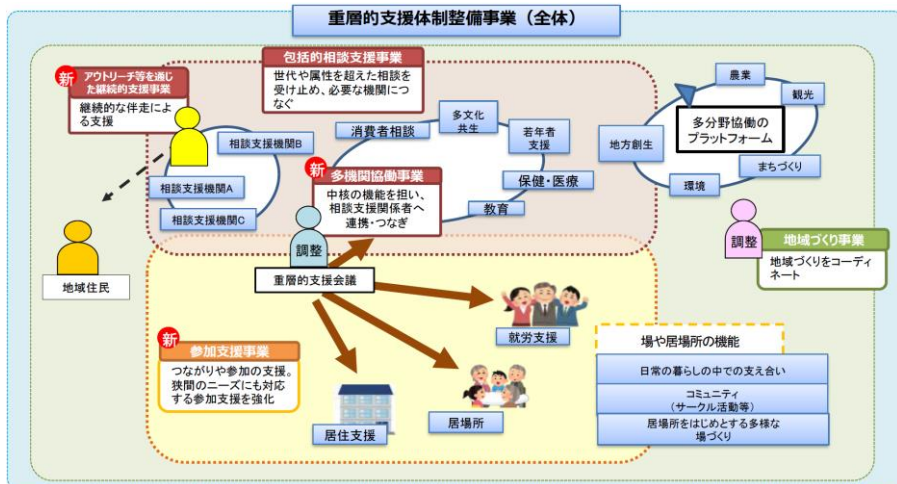 重層的支援体制整備事業（全体）
新
アウトリーチ等を通じ
た継続的支援事業
継続的な伴走によ
る支援
包括的相談支援事業
世代や属性を超えた相談を
受け止め、必要な機関につ
なぐ
相談支援機関B
相談支援機関A
相談支援機関C
消費者相談
多文化
共生
若年者
支援
保健・医療
教育
新
多機関協働事業
中核の機能を担い、
相談支援関係者へ
連携・つなぎ
調整
重層的支援会議
農業
観光
地方創生
多分野協働の
プラットフォーム
まちづくり
環境
地域住民
調整
地域づくり事業
地域づくりをコーディ
ネート
新
参加支援事業
つながりや参加の支援。
狭間のニーズにも対応
する参加支援を強化
就労支援
居場所
居住支援
場や居場所の機能
日常の暮らしの中での支え合い
コミュニティ
（サークル活動等）
居場所をはじめとする多様な
場づくり